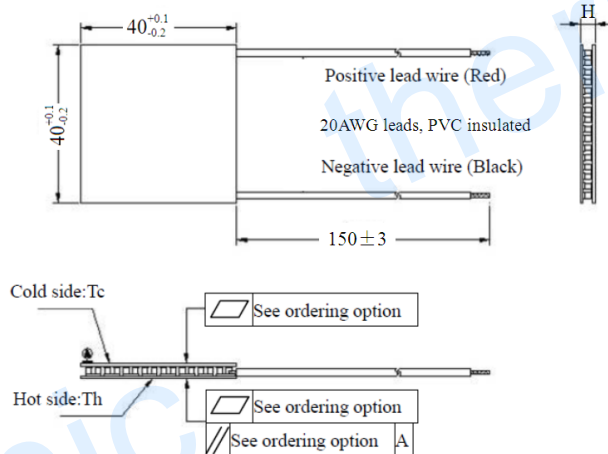 40+0.1-0.2
H
Positive lead wire (Red)
40+0.1-0.2
20AWG leads, PVC insulated
Negative lead wire (Black)
150±3
Cold side:Tc
See ordering option
A
Hot side:Th
See ordering option
See ordering option A
ther
nic